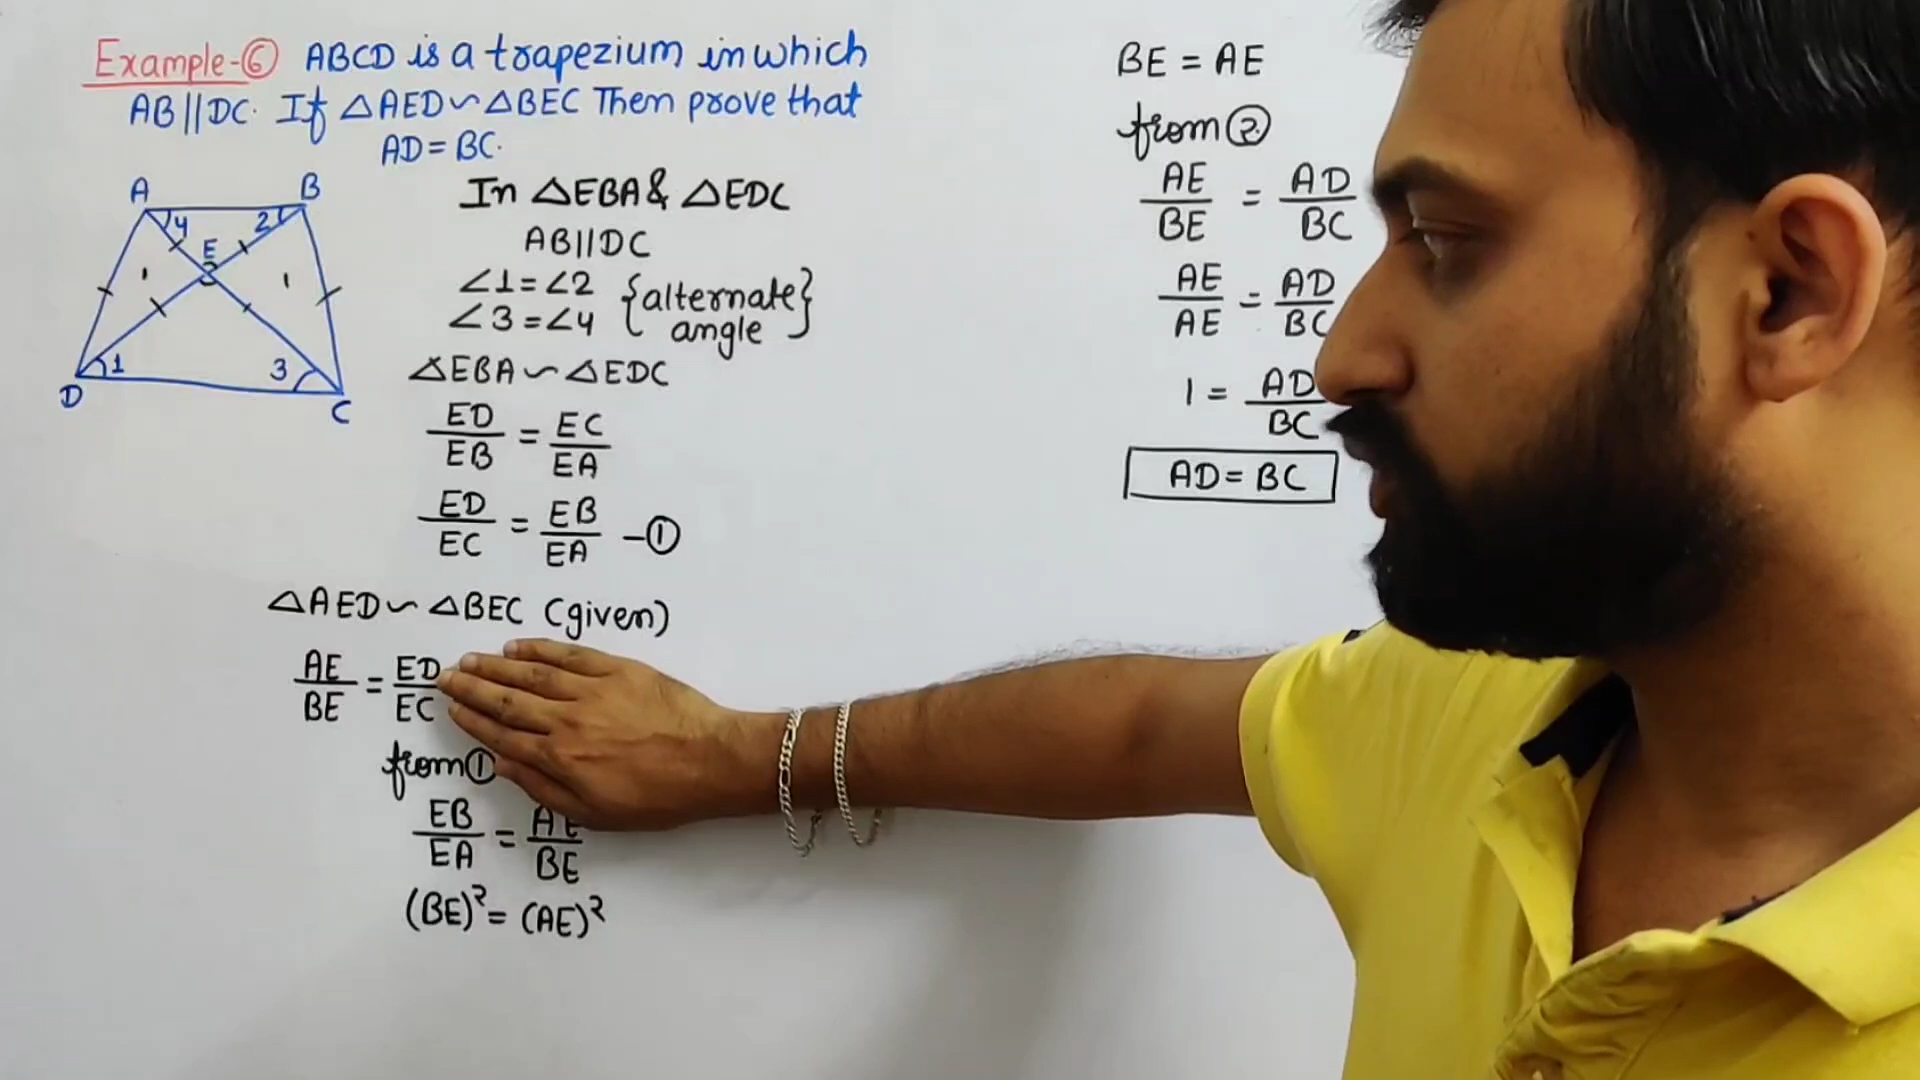 Example-⑥ ABCD is a trapezium in which
AB||DC. If △AED∽△BEC Then prove that
AD=BC.
A B
4 2
E
1 1
1 3
D C
In △EBA & △EDC
AB||DC
∠1=∠2
∠3=∠4 {alternate angle}
△EBA∽△EDC
ED/EB = EC/EA
ED/EC = EB/EA -①
△AED∽△BEC (given)
AE/BE = ED/EC
from①
EB/EA = AE/BE
(BE)²= (AE)²
BE = AE
from②
AE/BE = AD/BC
AE/AE = AD/BC
1 = AD/BC
AD= BC